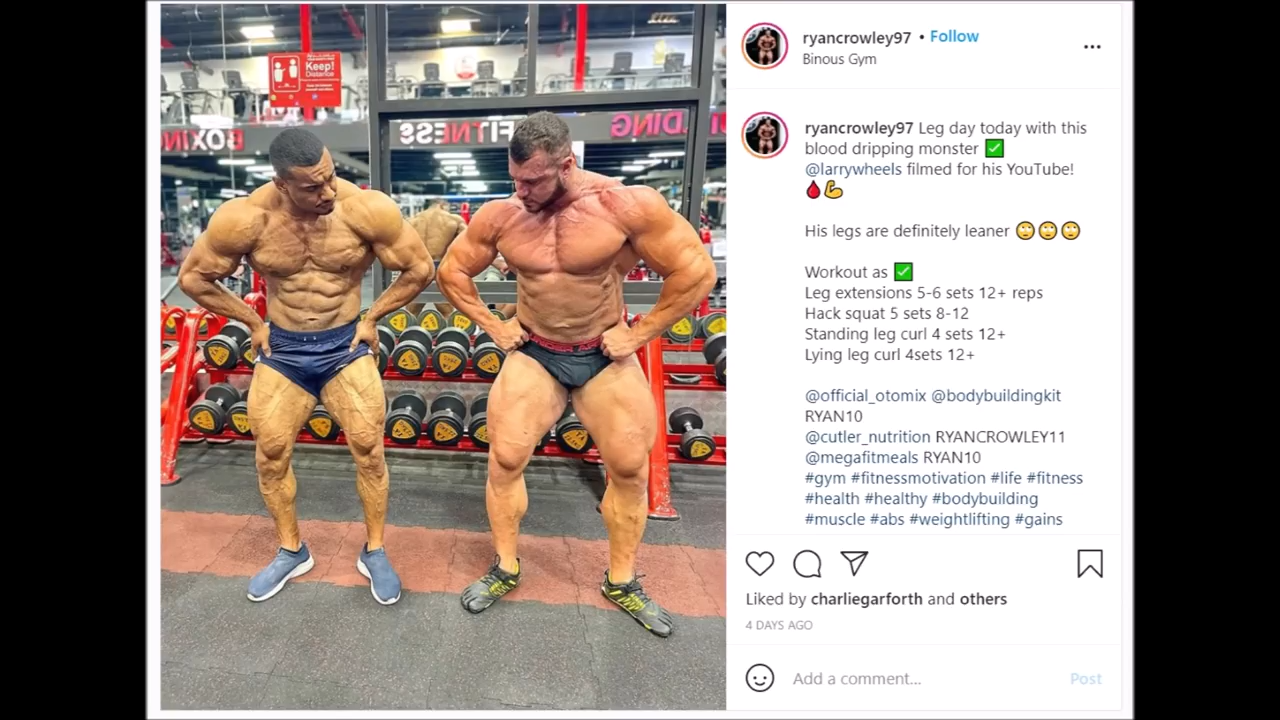 Keep!
Distance
BOXING
FITNESS
DING
ryancrowley97 • Follow
Binous Gym
ryancrowley97 Leg day today with this
blood dripping monster ✅
@larrywheels filmed for his YouTube!
🩸💪
His legs are definitely leaner 🙄🙄🙄
Workout as ✅
Leg extensions 5-6 sets 12+ reps
Hack squat 5 sets 8-12
Standing leg curl 4 sets 12+
Lying leg curl 4sets 12+
@official_otomix @bodybuildingkit
RYAN10
@cutler_nutrition RYANCROWLEY11
@megafitmeals RYAN10
#gym #fitnessmotivation #life #fitness
#health #healthy #bodybuilding
#muscle #abs #weightlifting #gains
Liked by charliegarforth and others
4 DAYS AGO
Add a comment...
Post